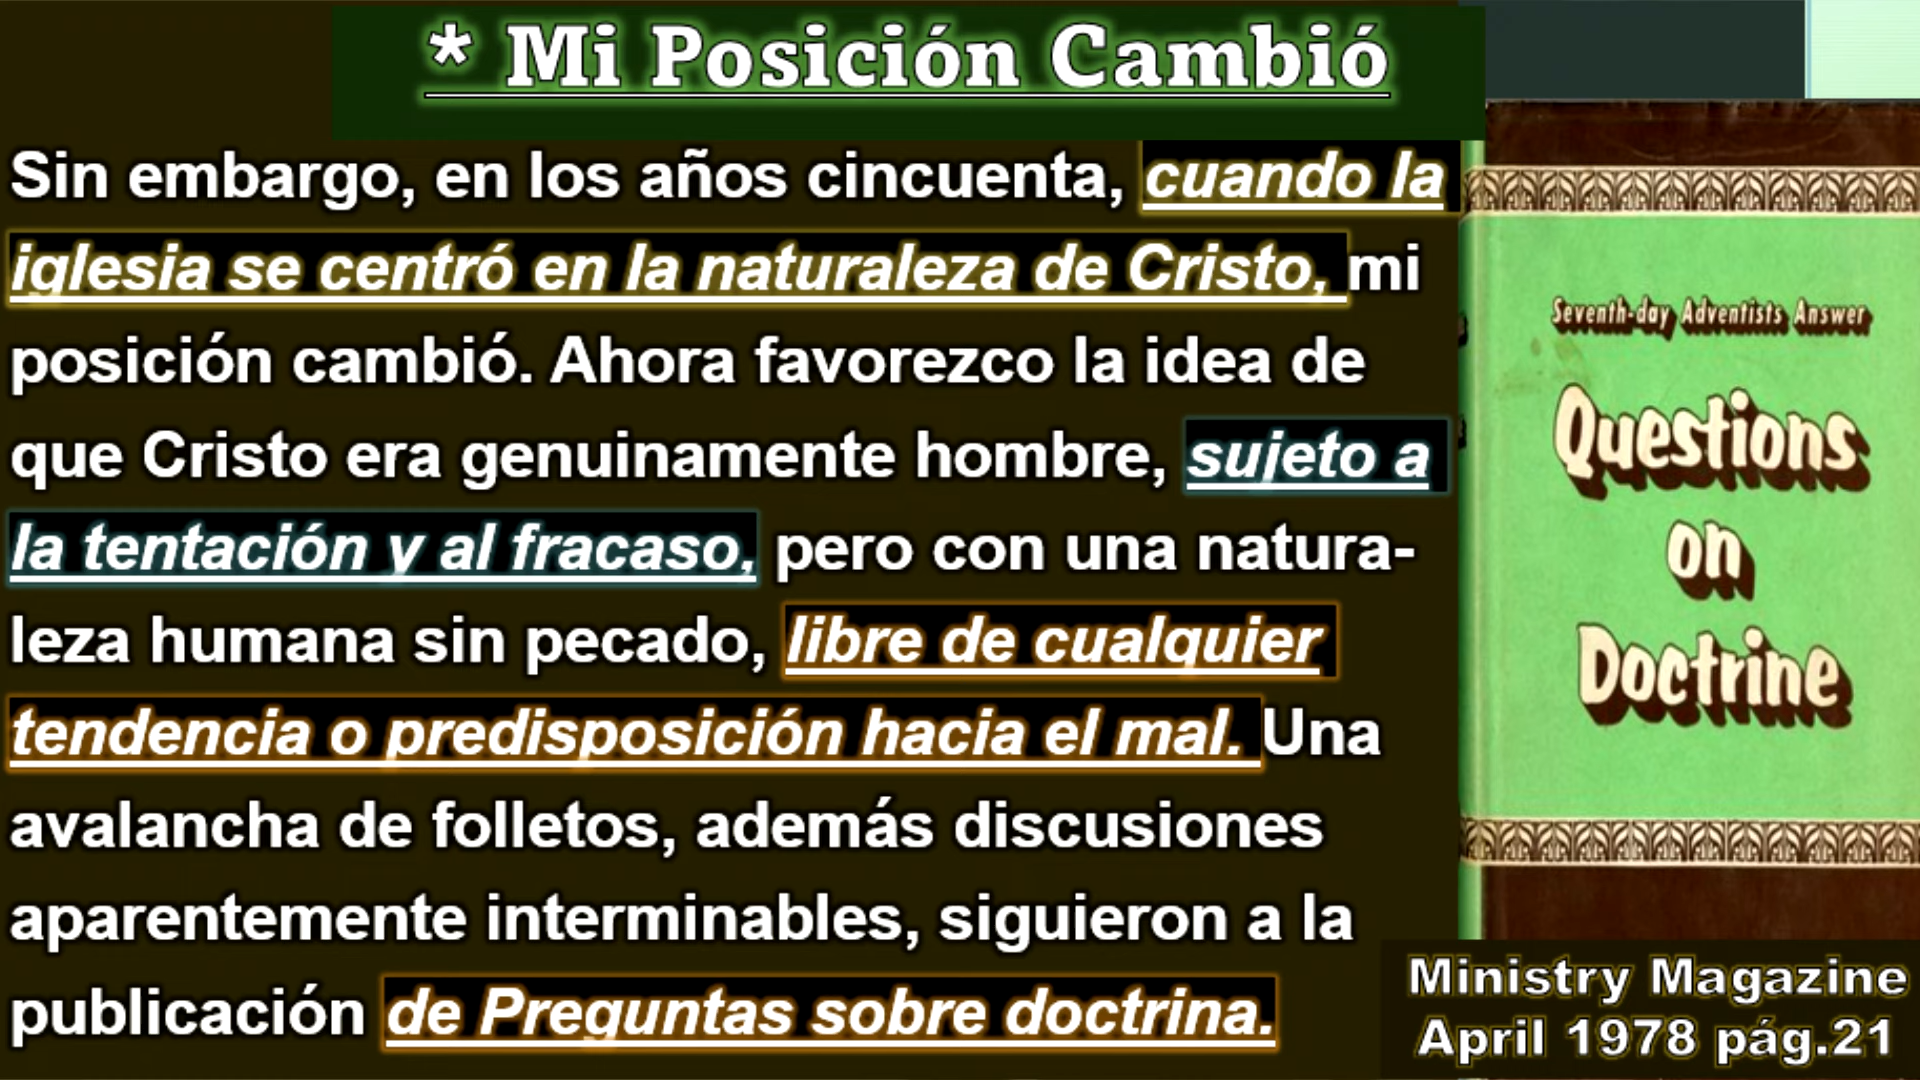 * Mi Posición Cambió
Sin embargo, en los años cincuenta, cuando la
iglesia se centró en la naturaleza de Cristo, mi
posición cambió. Ahora favorezco la idea de
que Cristo era genuinamente hombre, sujeto a
la tentación y al fracaso, pero con una natura-
leza humana sin pecado, libre de cualquier
tendencia o predisposición hacia el mal. Una
avalancha de folletos, además discusiones
aparentemente interminables, siguieron a la
publicación de Preguntas sobre doctrina.
Seventh-day Adventists Answer
Questions
on
Doctrine
Ministry Magazine
April 1978 pág.21